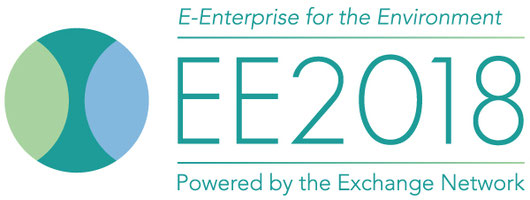 E-Enterprise for the Environment
EE2018
Powered by the Exchange Network